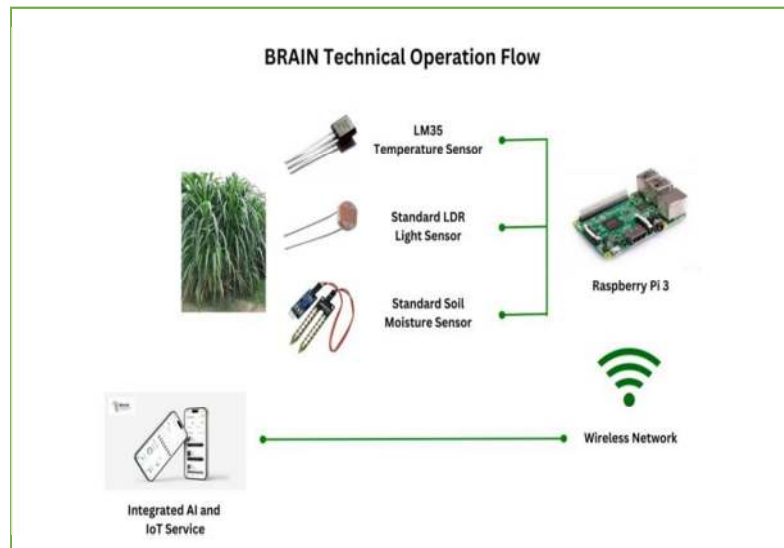 BRAIN Technical Operation Flow
LM35
Temperature Sensor
Standard LDR
Light Sensor
Standard Soil
Moisture Sensor
Raspberry Pi 3
Wireless Network
Integrated AI and
IoT Service